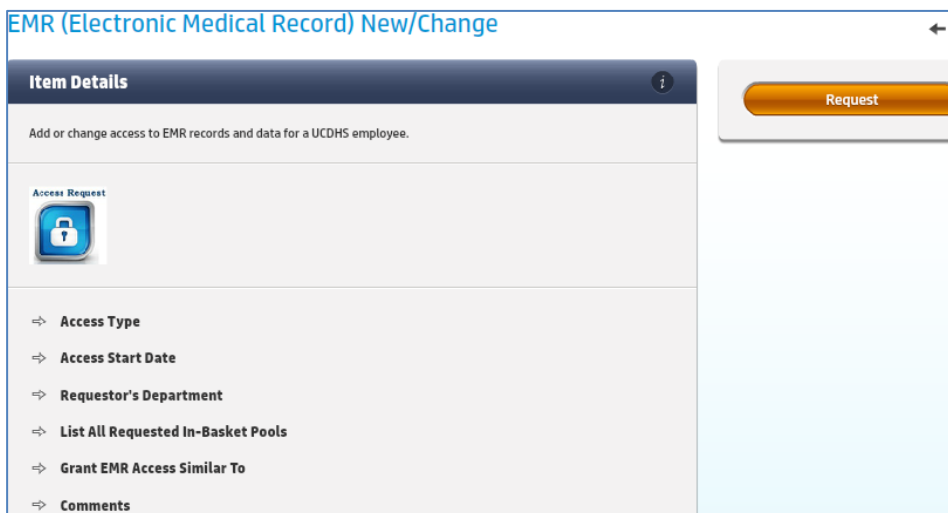 EMR (Electronic Medical Record) New/Change
Item Details
i
Request
Add or change access to EMR records and data for a UCDHS employee.
Access Request
Access Type
Access Start Date
Requestor's Department
List All Requested In-Basket Pools
Grant EMR Access Similar To
Comments